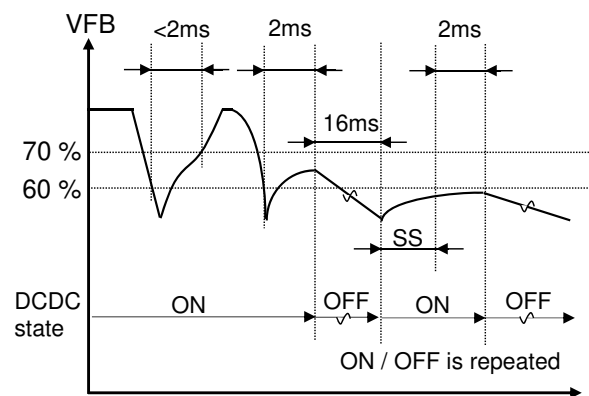 VFB
<2ms
2ms
2ms
16ms
70 %
60 %
SS
DCDC
state
ON
OFF
ON
OFF
ON / OFF is repeated